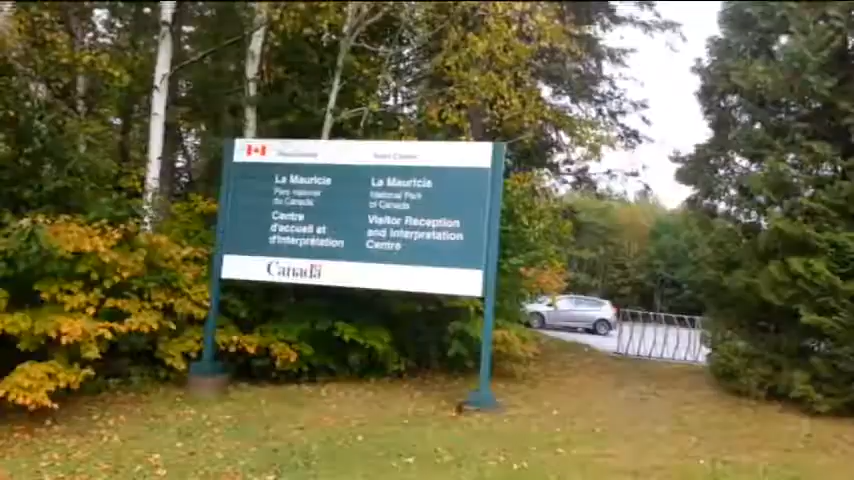 La Mauricie
Parc national
du Canada
Centre
d'accueil et
d'interprétation
La Mauricie
National Park
of Canada
Visitor Reception
and Interpretation
Centre
Canada